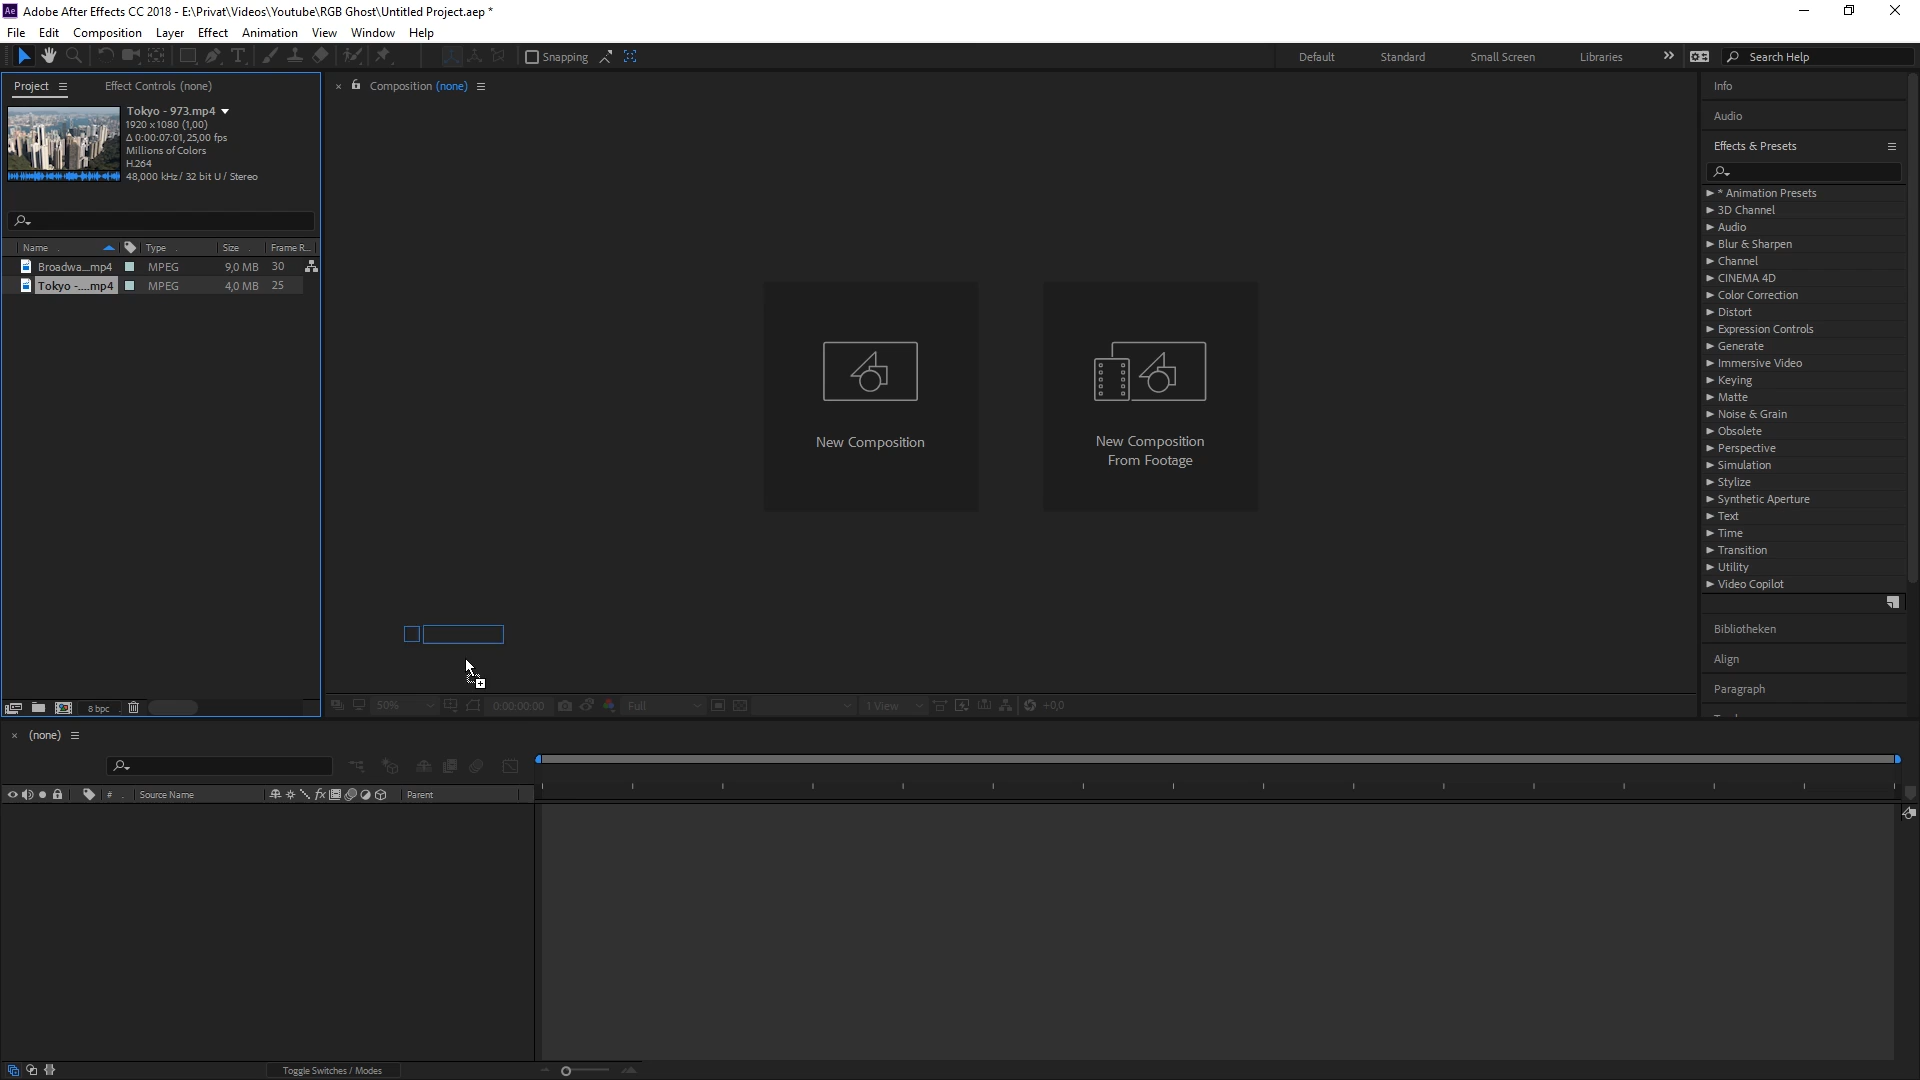 Ae Adobe After Effects CC 2018 - E:\Privat\Videos\Youtube\RGB Ghost\Untitled Project.aep *
File Edit Composition Layer Effect Animation View Window Help
Snapping Default Standard Small Screen Libraries Search Help
Project Effect Controls (none) Composition (none)
Tokyo - 973.mp4
1920 x 1080 (1,00)
Δ 0:00:07:01, 25,00 fps
Millions of Colors
H.264
48,000 kHz / 32 bit U / Stereo
Name Type Size Frame R...
Broadwa...mp4 MPEG 9,0 MB 30
Tokyo -....mp4 MPEG 4,0 MB 25
8 bpc
New Composition
New Composition
From Footage
50% 0:00:00:00 Full 1 View +0,0
Info
Audio
Effects & Presets
* Animation Presets
3D Channel
Audio
Blur & Sharpen
Channel
CINEMA 4D
Color Correction
Distort
Expression Controls
Generate
Immersive Video
Keying
Matte
Noise & Grain
Obsolete
Perspective
Simulation
Stylize
Synthetic Aperture
Text
Time
Transition
Utility
Video Copilot
Bibliotheken
Align
Paragraph
(none)
# Source Name fx Parent
Toggle Switches / Modes